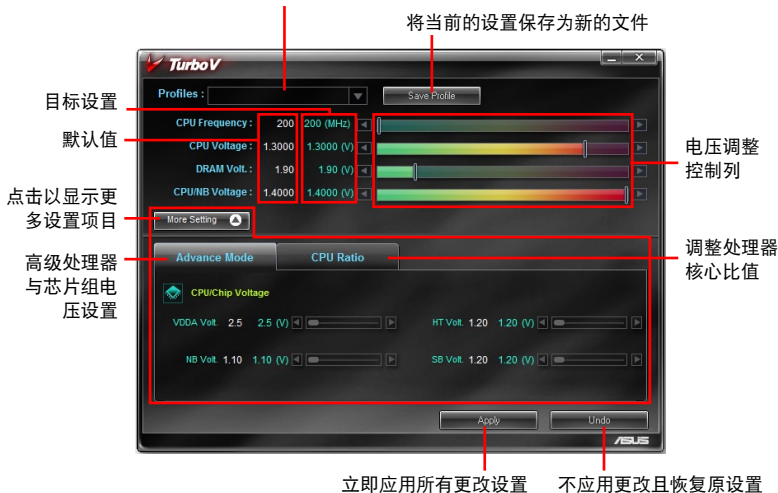 将当前的设置保存为新的文件
TurboV
Profiles :
Save Profile
目标设置
默认值
CPU Frequency : 200 200 (MHz)
CPU Voltage : 1.3000 1.3000 (V)
DRAM Volt. : 1.90 1.90 (V)
CPU/NB Voltage : 1.4000 1.4000 (V)
电压调整
控制列
点击以显示更
多设置项目
More Setting
高级处理器
与芯片组电
压设置
Advance Mode
CPU Ratio
调整处理器
核心比值
CPU/Chip Voltage
VDDA Volt. 2.5 2.5 (V)
HT Volt. 1.20 1.20 (V)
NB Volt. 1.10 1.10 (V)
SB Volt. 1.20 1.20 (V)
Apply
Undo
ASUS
立即应用所有更改设置
不应用更改且恢复原设置